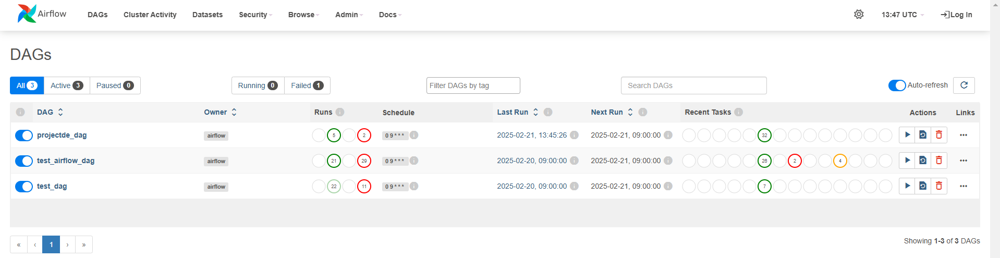 Airflow DAGs Cluster Activity Datasets Security Browse Admin Docs 13:47 UTC Log In
DAGs
All 3 Active 3 Paused 0 Running 0 Failed 1 Filter DAGs by tag Search DAGs Auto-refresh
DAG Owner Runs Schedule Last Run Next Run Recent Tasks Actions Links
projectde_dag airflow 5 2 0 9 * * * 2025-02-21, 13:45:26 2025-02-21, 09:00:00 32
test_airflow_dag airflow 21 29 0 9 * * * 2025-02-20, 09:00:00 2025-02-21, 09:00:00 26 2 4
test_dag airflow 22 11 0 9 * * * 2025-02-20, 09:00:00 2025-02-21, 09:00:00 7
« ‹ 1 › » Showing 1-3 of 3 DAGs